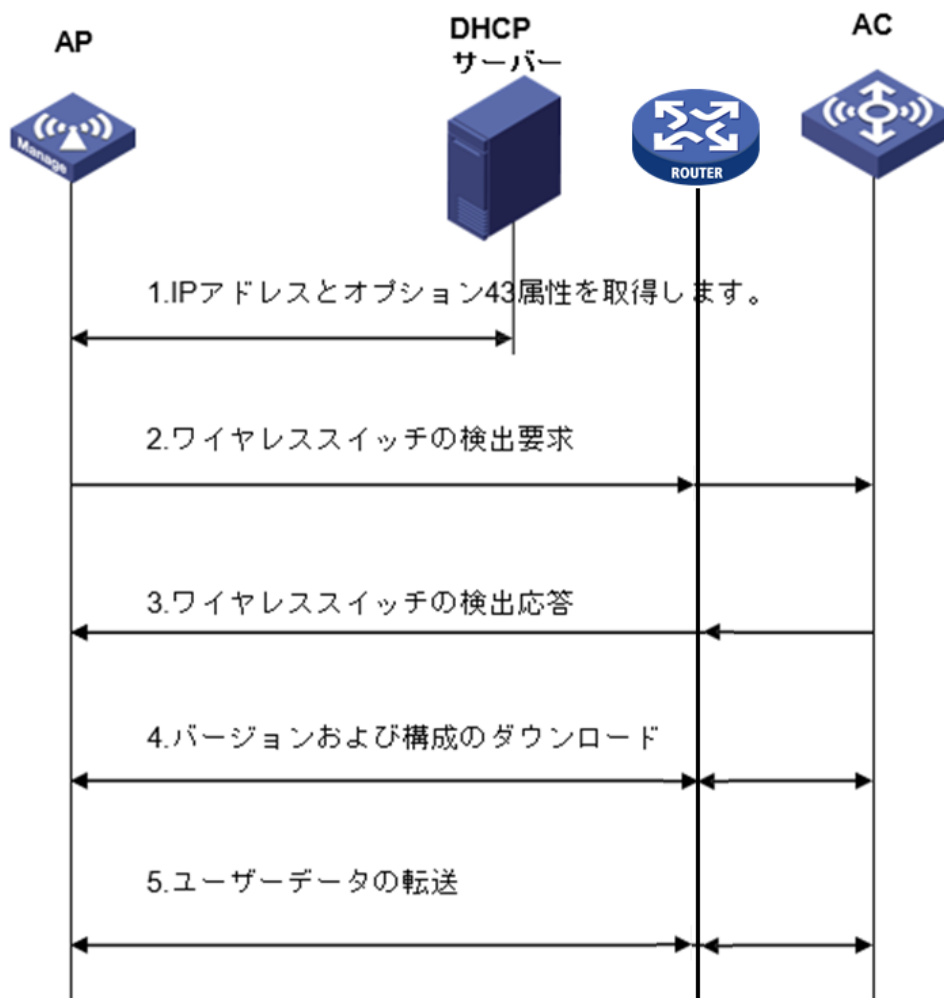 AP
DHCP
サーバー
AC
Manage
ROUTER
1.IPアドレスとオプション43属性を取得します。
2.ワイヤレススイッチの検出要求
3.ワイヤレススイッチの検出応答
4.バージョンおよび構成のダウンロード
5.ユーザーデータの転送